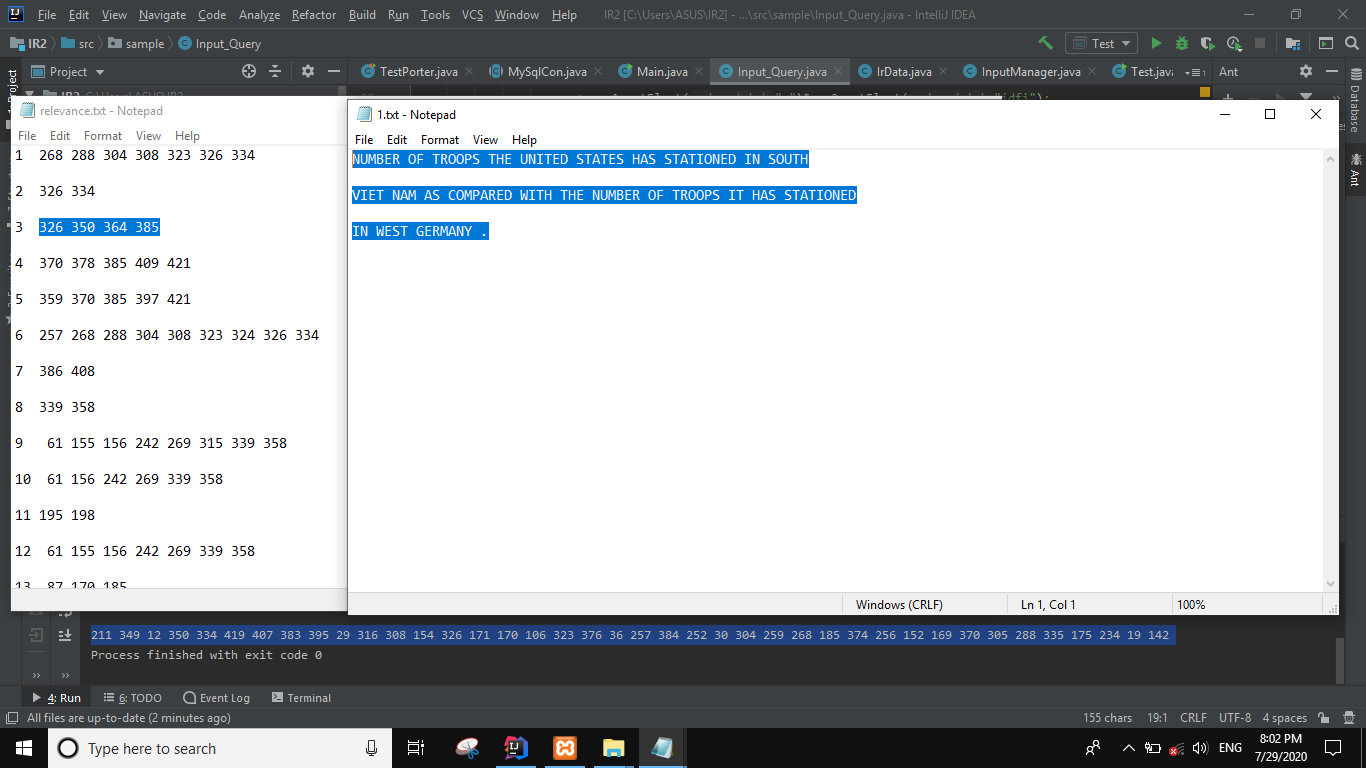 File Edit View Navigate Code Analyze Refactor Build Run Tools VCS Window Help IR2 [C:\Users\ASUS\IR2] - ...\src\sample\Input_Query.java - IntelliJ IDEA
IR2 src sample Input_Query Test
Project TestPorter.java MySqlCon.java Main.java Input_Query.java IrData.java InputManager.java Test.java Ant
Project
Database
Ant
relevance.txt - Notepad
File Edit Format View Help
1 268 288 304 308 323 326 334
2 326 334
3 326 350 364 385
4 370 378 385 409 421
5 359 370 385 397 421
6 257 268 288 304 308 323 324 326 334
7 386 408
8 339 358
9 61 155 156 242 269 315 339 358
10 61 156 242 269 339 358
11 195 198
12 61 155 156 242 269 339 358
13 87 170 185
1.txt - Notepad
File Edit Format View Help
NUMBER OF TROOPS THE UNITED STATES HAS STATIONED IN SOUTH
VIET NAM AS COMPARED WITH THE NUMBER OF TROOPS IT HAS STATIONED
IN WEST GERMANY .
Windows (CRLF) Ln 1, Col 1 100%
211 349 12 350 334 419 407 383 395 29 316 308 154 326 171 170 106 323 376 36 257 384 252 30 304 259 268 185 374 256 152 169 370 305 288 335 175 234 19 142
Process finished with exit code 0
4: Run 6: TODO Event Log Terminal
All files are up-to-date (2 minutes ago) 155 chars 19:1 CRLF UTF-8 4 spaces
Type here to search ENG 8:02 PM
7/29/2020